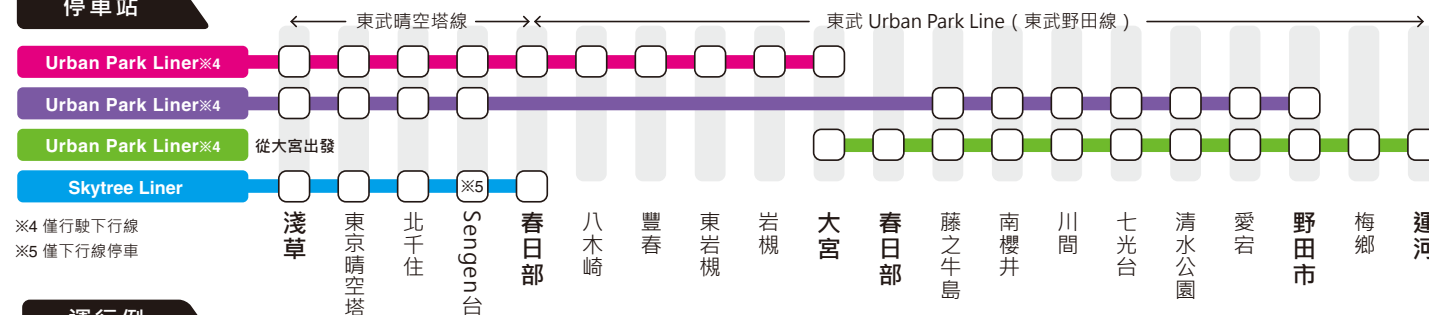 停車站
東武晴空塔線
東武 Urban Park Line ( 東武野田線 )
Urban Park Liner※4
Urban Park Liner※4
Urban Park Liner※4
從大宮出發
Skytree Liner
※5
※4 僅行駛下行線
※5 僅下行線停車
淺草
東京晴空塔
北千住
Sengen台
春日部
八木崎
豐春
東岩槻
岩槻
大宮
春日部
藤之牛島
南櫻井
川間
七光台
清水公園
愛宕
野田市
梅鄉
運河
運行例